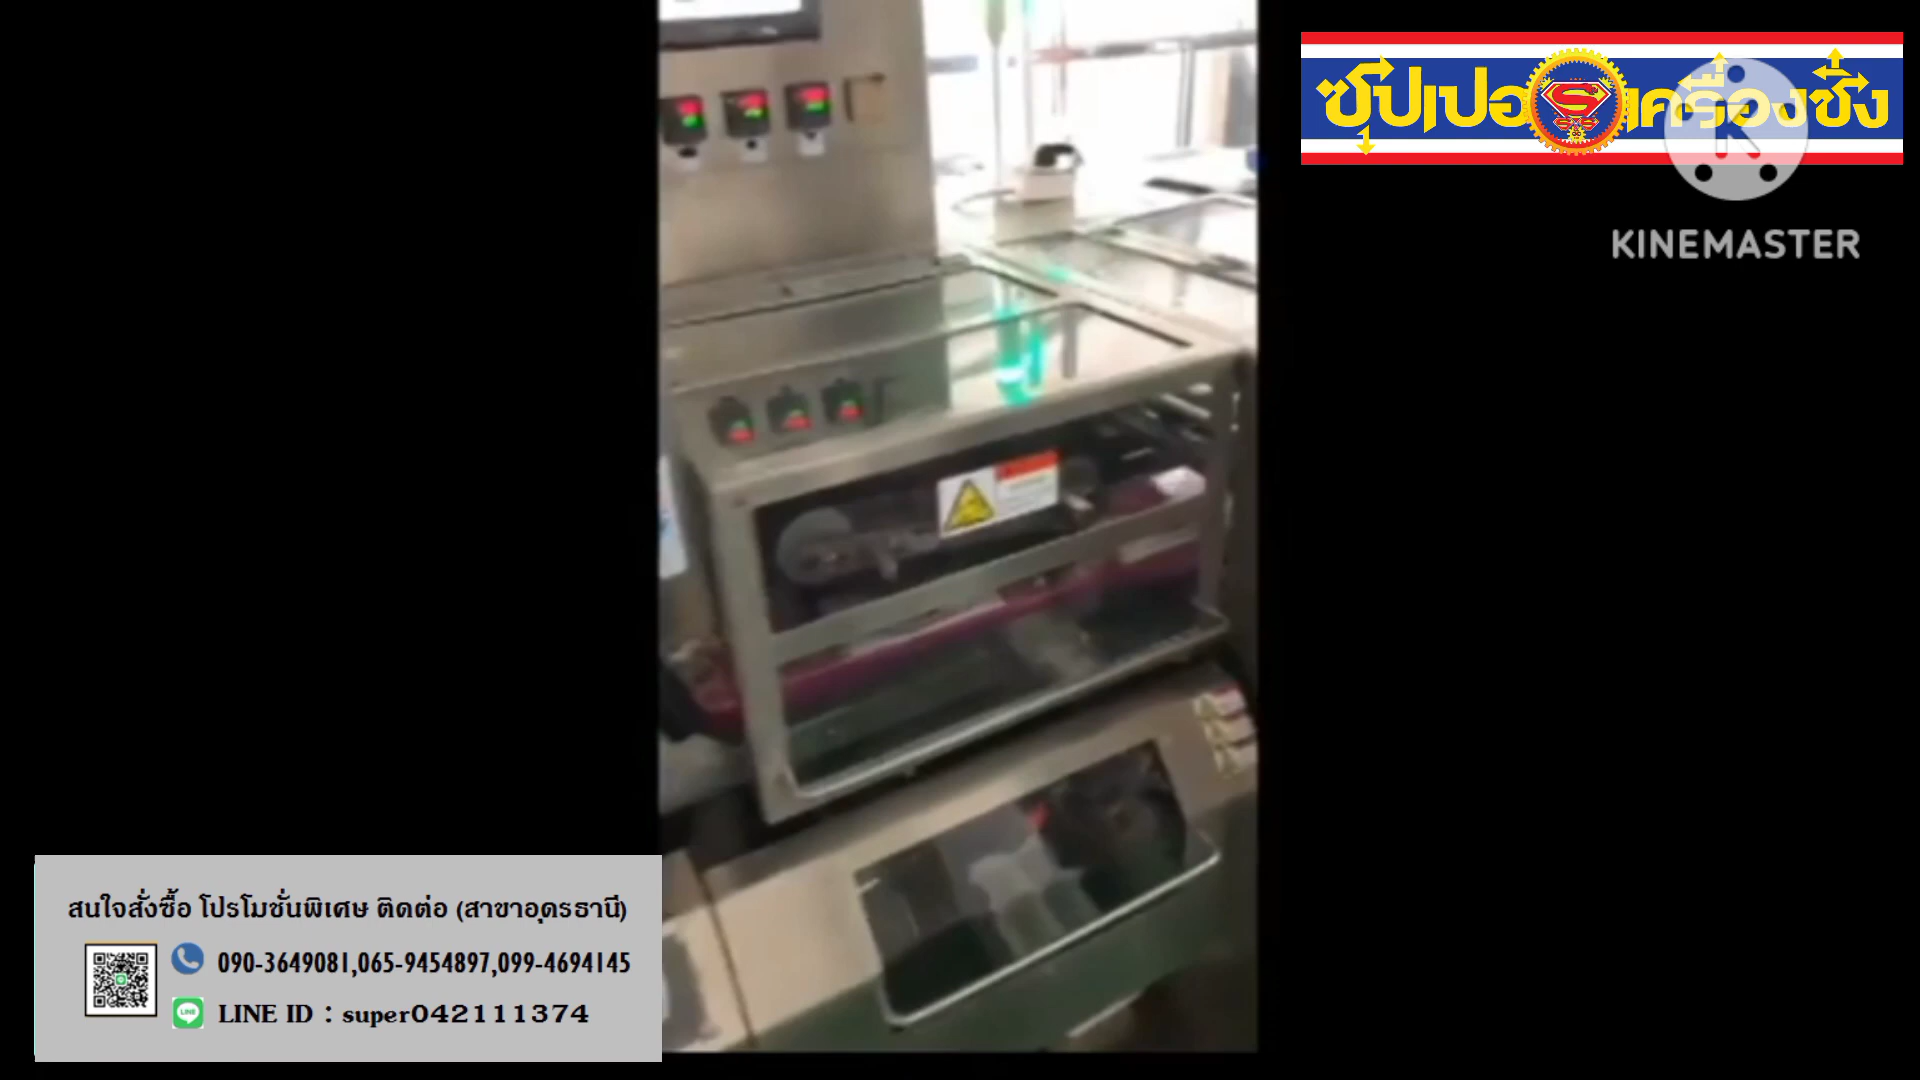 ซุปเปอร์เครื่องชั่ง
KINEMASTER
สนใจสั่งซื้อ โปรโมชั่นพิเศษ ติดต่อ (สาขาอุดรธานี)
090-3649081,065-9454897,099-4694145
LINE
LINE ID : super042111374